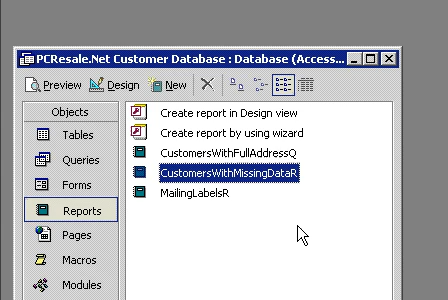 PCResale.Net Customer Database : Database (Access...
Preview Design New
Objects
Tables
Queries
Forms
Reports
Pages
Macros
Modules
Create report in Design view
Create report by using wizard
CustomersWithFullAddressQ
CustomersWithMissingDataR
MailingLabelsR